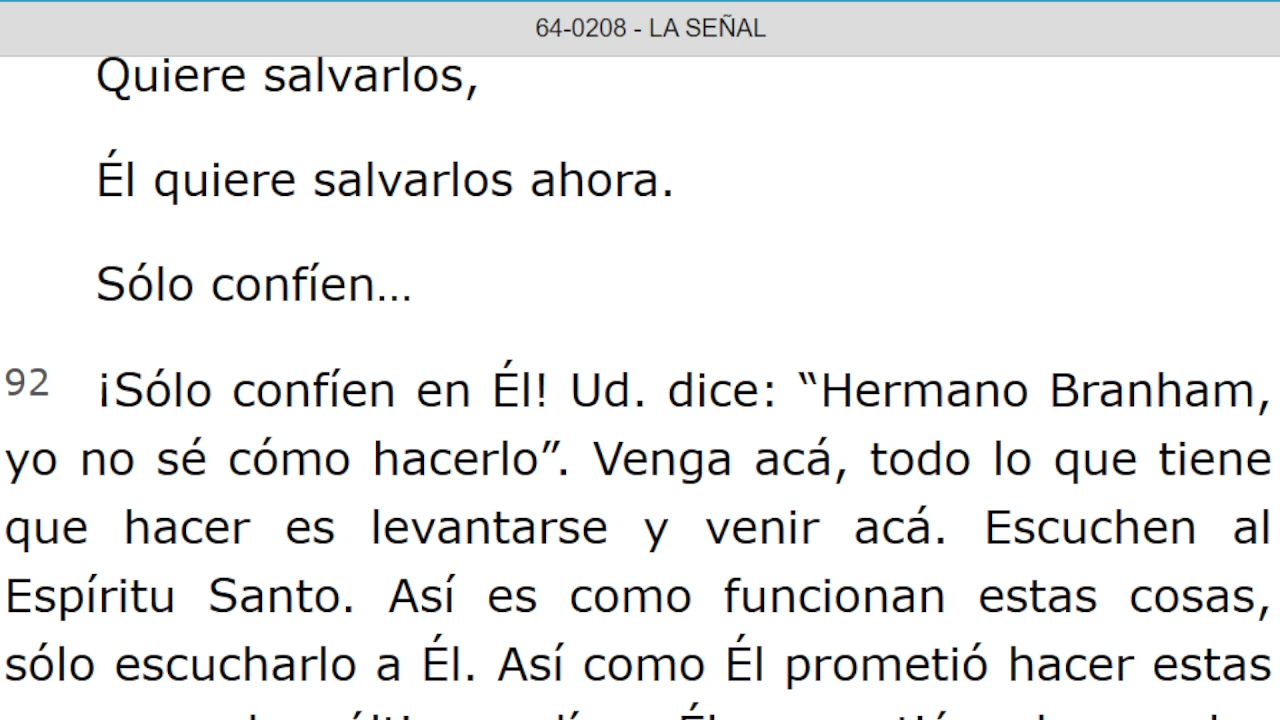 64-0208 - LA SEÑAL
Quiere salvarlos,
Él quiere salvarlos ahora.
Sólo confíen...
92 ¡Sólo confíen en Él! Ud. dice: “Hermano Branham,
yo no sé cómo hacerlo”. Venga acá, todo lo que tiene
que hacer es levantarse y venir acá. Escuchen al
Espíritu Santo. Así es como funcionan estas cosas,
sólo escucharlo a Él. Así como Él prometió hacer estas